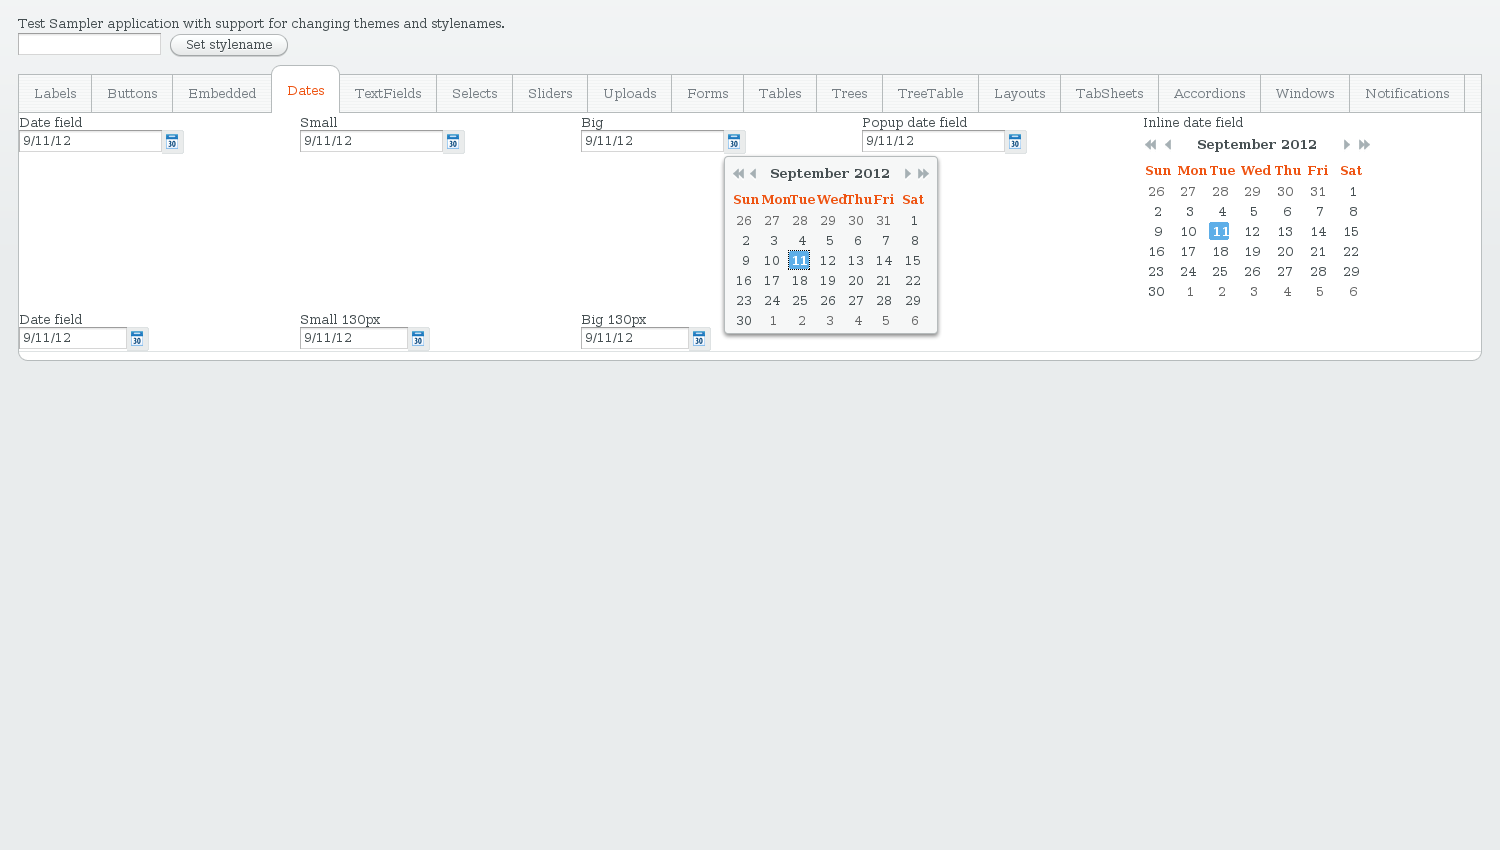 Test Sampler application with support for changing themes and stylenames.
Set stylename
Labels Buttons Embedded Dates TextFields Selects Sliders Uploads Forms Tables Trees TreeTable Layouts TabSheets Accordions Windows Notifications
Date field Small Big Popup date field Inline date field
9/11/12 30 9/11/12 30 9/11/12 30 9/11/12 30
September 2012
Sun Mon Tue Wed Thu Fri Sat
26 27 28 29 30 31 1
2 3 4 5 6 7 8
9 10 11 12 13 14 15
16 17 18 19 20 21 22
23 24 25 26 27 28 29
30 1 2 3 4 5 6
September 2012
Sun Mon Tue Wed Thu Fri Sat
26 27 28 29 30 31 1
2 3 4 5 6 7 8
9 10 11 12 13 14 15
16 17 18 19 20 21 22
23 24 25 26 27 28 29
30 1 2 3 4 5 6
Date field Small 130px Big 130px
9/11/12 30 9/11/12 30 9/11/12 30